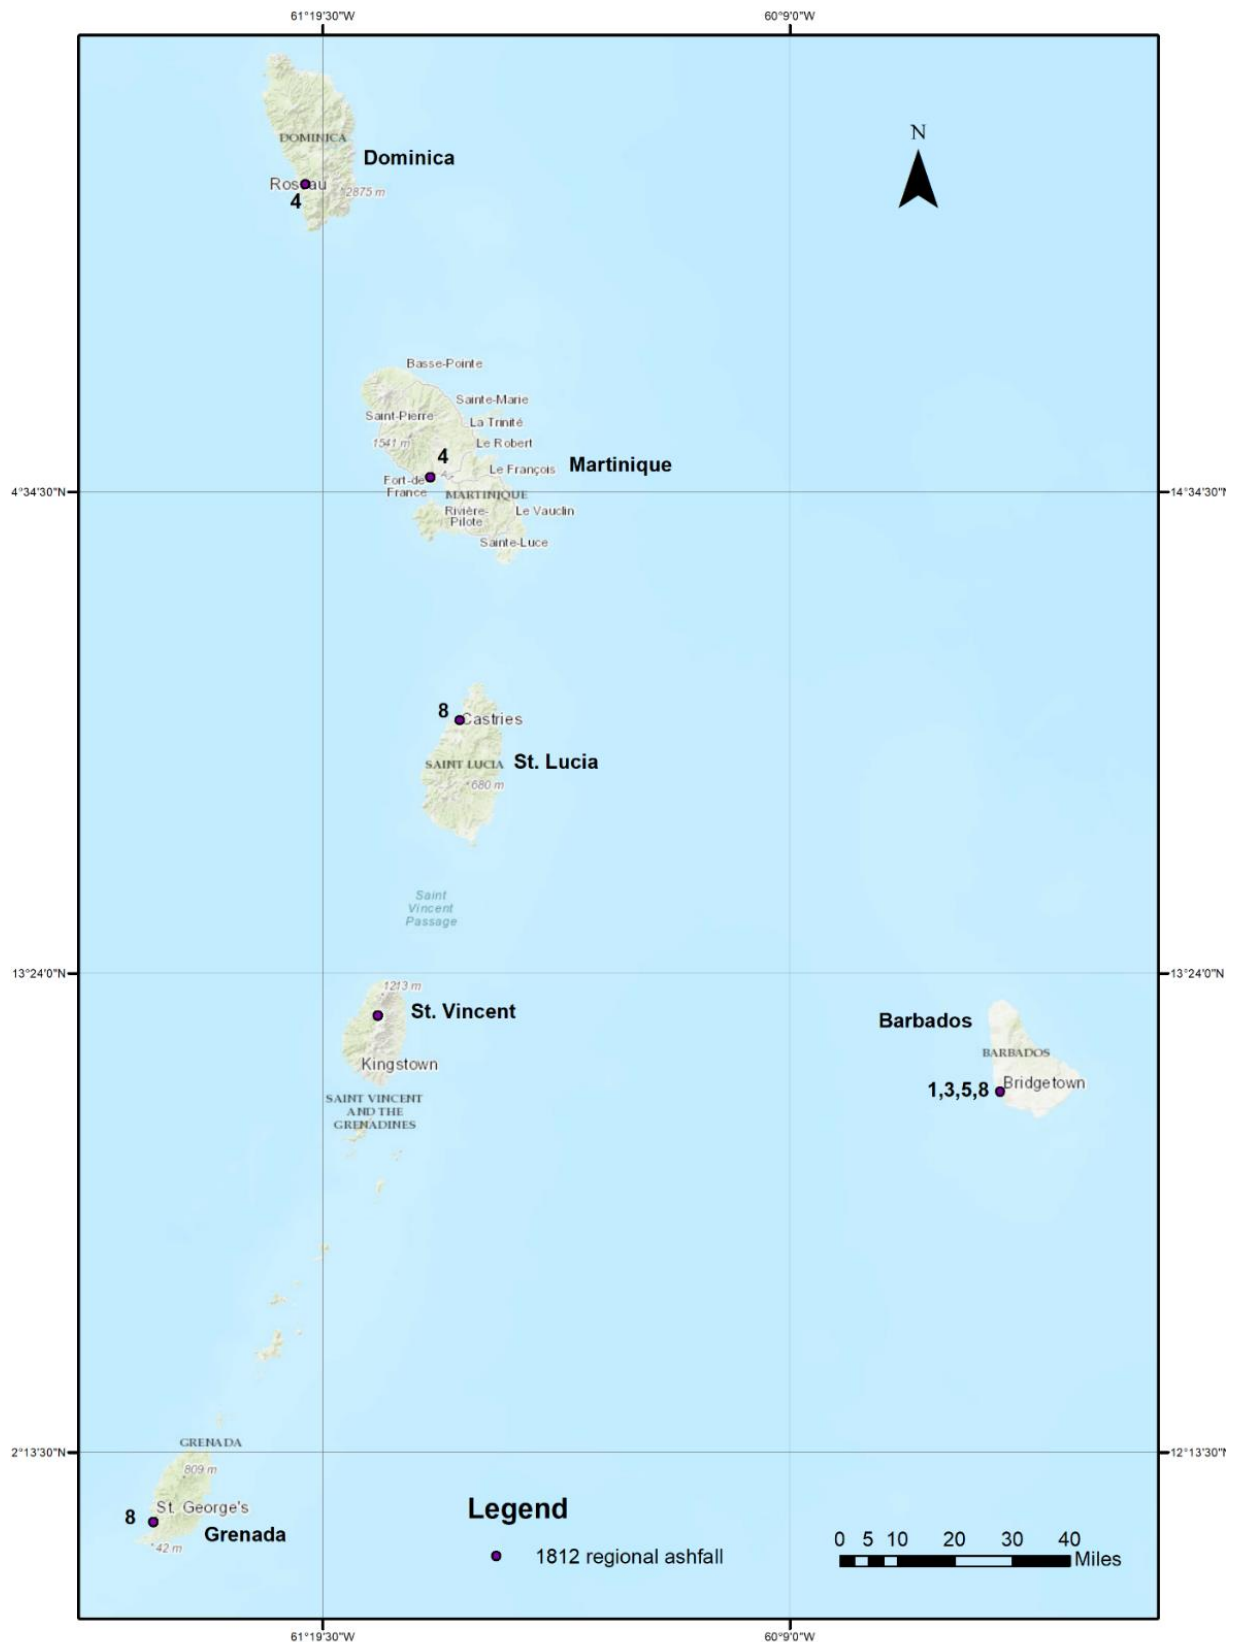 61°19'30"W
60°9'0"W
N
DOMINICA
Dominica
Roseau
2875 m
4
Basse-Pointe
Sainte-Marie
Saint-Pierre
La Trinité
1541 m
Le Robert
4
Le François
Martinique
Fort-de-
France
MARTINIQUE
4°34'30"N
14°34'30"N
Rivière-
Pilote
Le Vauclin
Sainte-Luce
8
Castries
SAINT LUCIA
St. Lucia
680 m
Saint
Vincent
Passage
13°24'0"N
13°24'0"N
1213 m
St. Vincent
Barbados
BARBADOS
Kingstown
1,3,5,8
Bridgetown
SAINT VINCENT
AND THE
GRENADINES
2°13'30"N
12°13'30"N
GRENADA
809 m
St. George's
8
Grenada
42 m
Legend
1812 regional ashfall
0 5 10 20 30 40
Miles
61°19'30"W
60°9'0"W